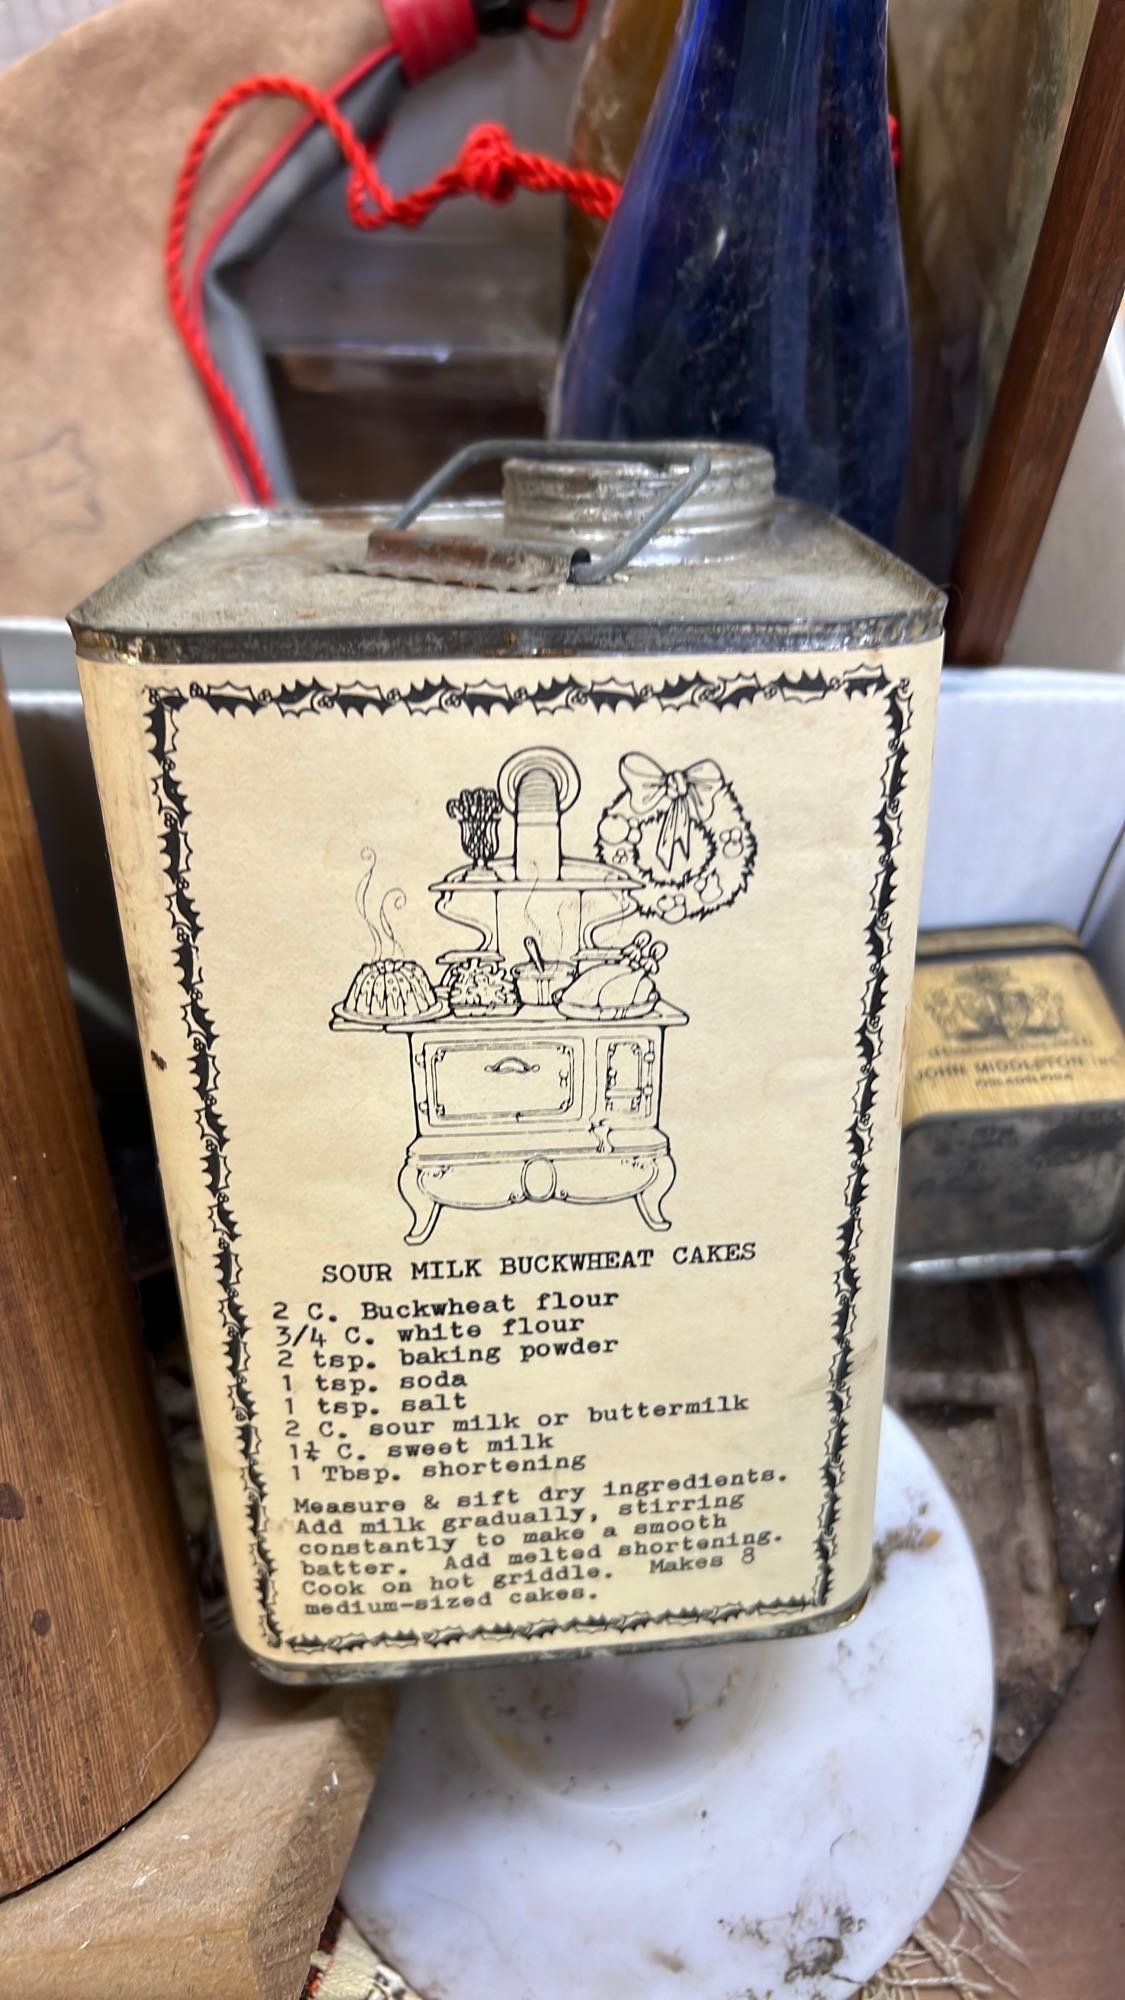 SOUR MILK BUCKWHEAT CAKES
2 C. Buckwheat flour
3/4 C. white flour
2 tsp. baking powder
1 tsp. soda
1 tsp. salt
2 C. sour milk or buttermilk
1¼ C. sweet milk
1 Tbsp. shortening
Measure & sift dry ingredients.
Add milk gradually, stirring
constantly to make a smooth
batter. Add melted shortening.
Cook on hot griddle. Makes 8
medium-sized cakes.
JOHN MIDDLETON INC.
PHILADELPHIA